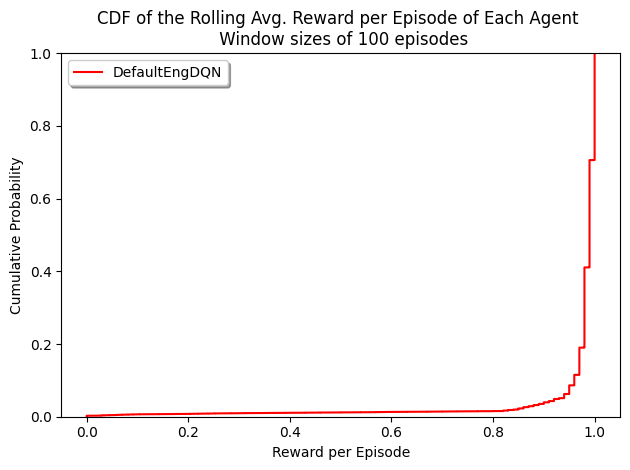 CDF of the Rolling Avg. Reward per Episode of Each Agent
Window sizes of 100 episodes
DefaultEngDQN
Cumulative Probability
1.0
0.8
0.6
0.4
0.2
0.0
0.0 0.2 0.4 0.6 0.8 1.0
Reward per Episode